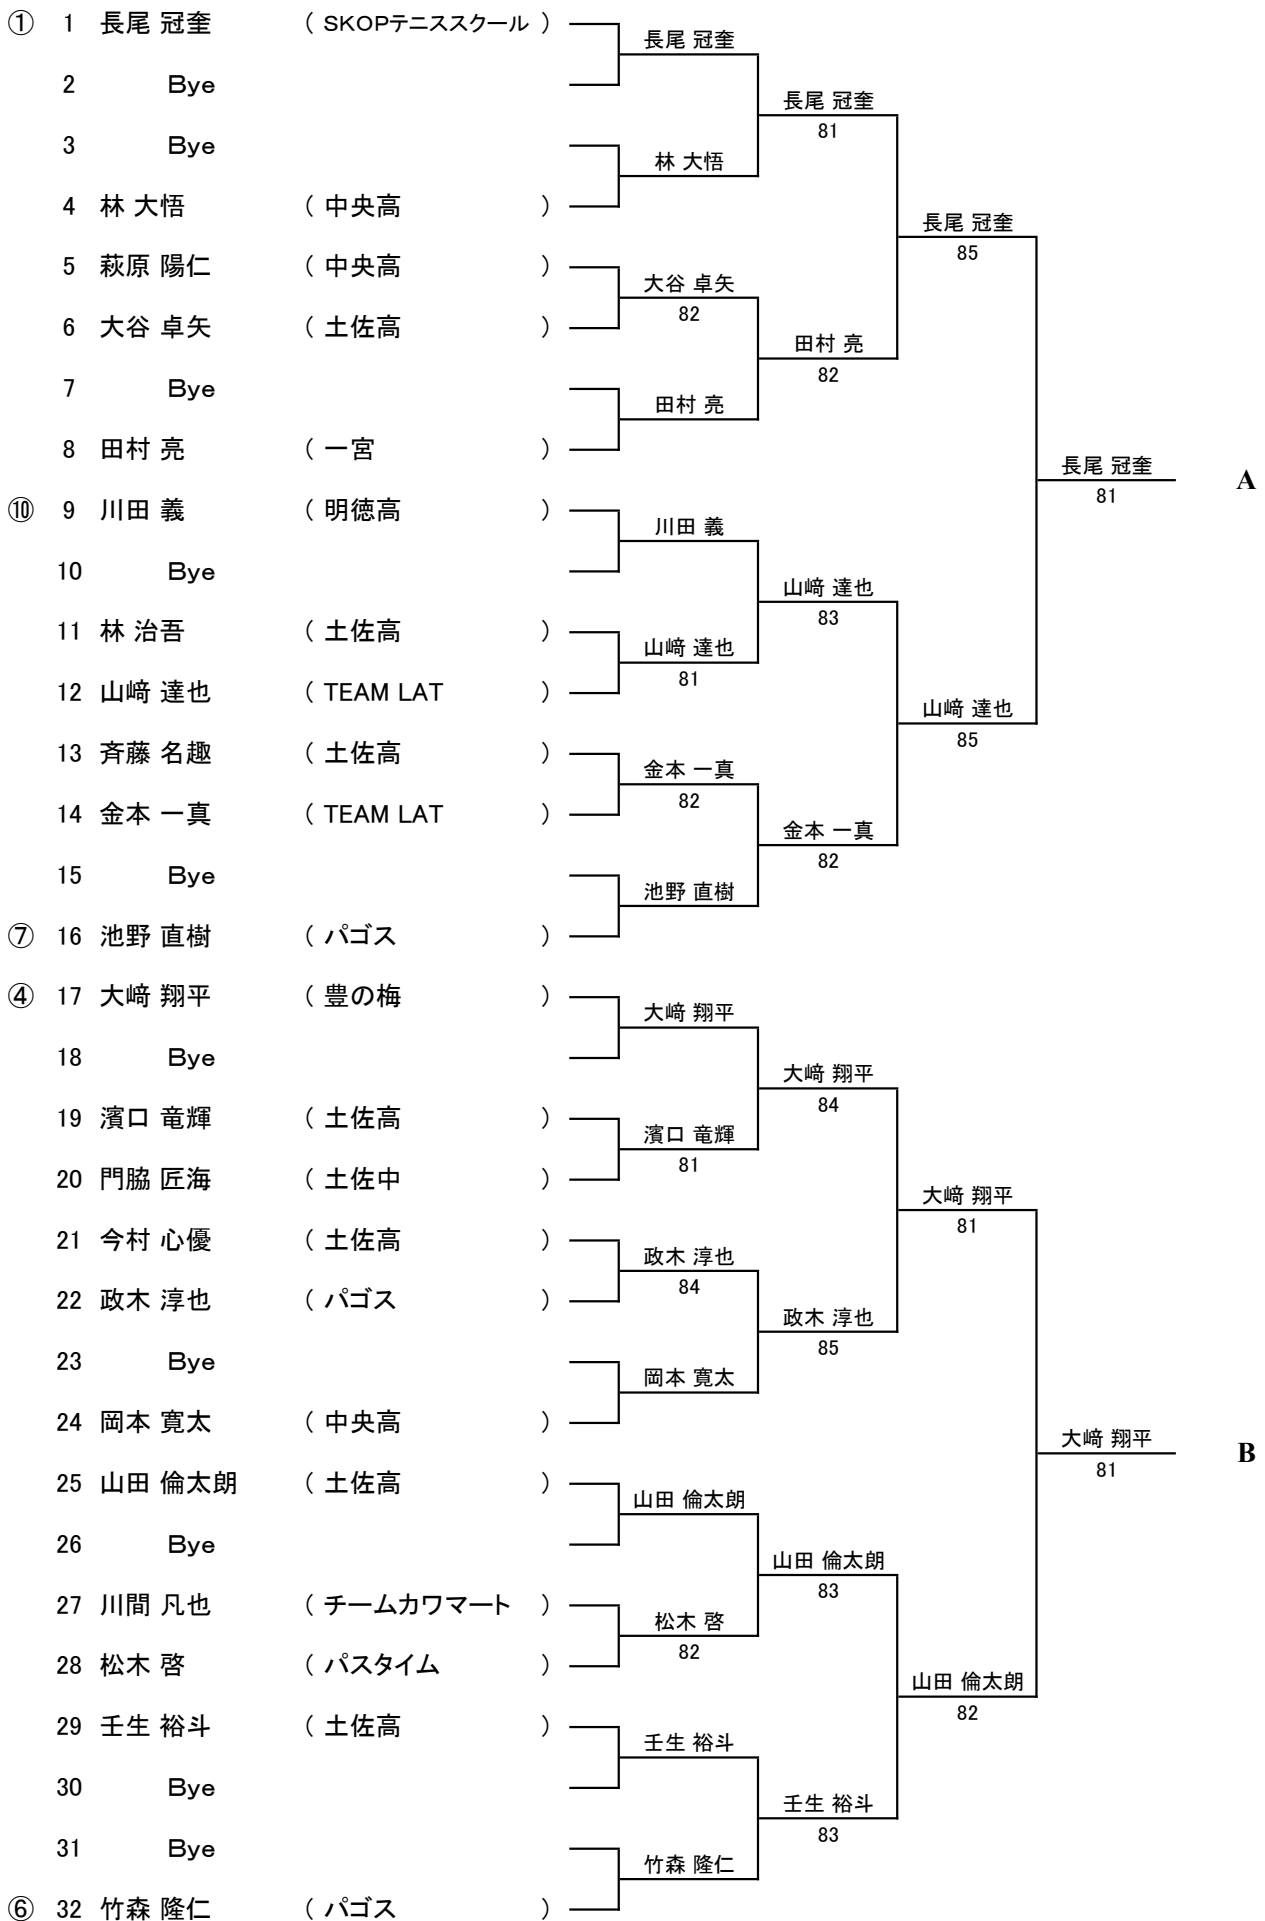 ① 1 長尾 冠奎 ( SKOPテニススクール )
長尾 冠奎
2 Bye
長尾 冠奎
81
3 Bye
林 大悟
4 林 大悟 ( 中央高 )
長尾 冠奎
85
5 萩原 陽仁 ( 中央高 )
大谷 卓矢
82
6 大谷 卓矢 ( 土佐高 )
田村 亮
82
7 Bye
田村 亮
8 田村 亮 ( 一宮 )
長尾 冠奎
81
A
⑩ 9 川田 義 ( 明徳高 )
川田 義
10 Bye
山﨑 達也
83
11 林 治吾 ( 土佐高 )
山﨑 達也
81
12 山﨑 達也 ( TEAM LAT )
山﨑 達也
85
13 斉藤 名趣 ( 土佐高 )
金本 一真
82
14 金本 一真 ( TEAM LAT )
金本 一真
82
15 Bye
池野 直樹
⑦ 16 池野 直樹 ( パゴス )
④ 17 大﨑 翔平 ( 豊の梅 )
大﨑 翔平
18 Bye
大﨑 翔平
84
19 濱口 竜輝 ( 土佐高 )
濱口 竜輝
81
20 門脇 匠海 ( 土佐中 )
大﨑 翔平
81
21 今村 心優 ( 土佐高 )
政木 淳也
84
22 政木 淳也 ( パゴス )
政木 淳也
85
23 Bye
岡本 寛太
24 岡本 寛太 ( 中央高 )
大﨑 翔平
81
B
25 山田 倫太朗 ( 土佐高 )
山田 倫太朗
26 Bye
山田 倫太朗
83
27 川間 凡也 ( チームカワマート )
松木 啓
82
28 松木 啓 ( パスタイム )
山田 倫太朗
82
29 壬生 裕斗 ( 土佐高 )
壬生 裕斗
30 Bye
壬生 裕斗
83
31 Bye
竹森 隆仁
⑥ 32 竹森 隆仁 ( パゴス )